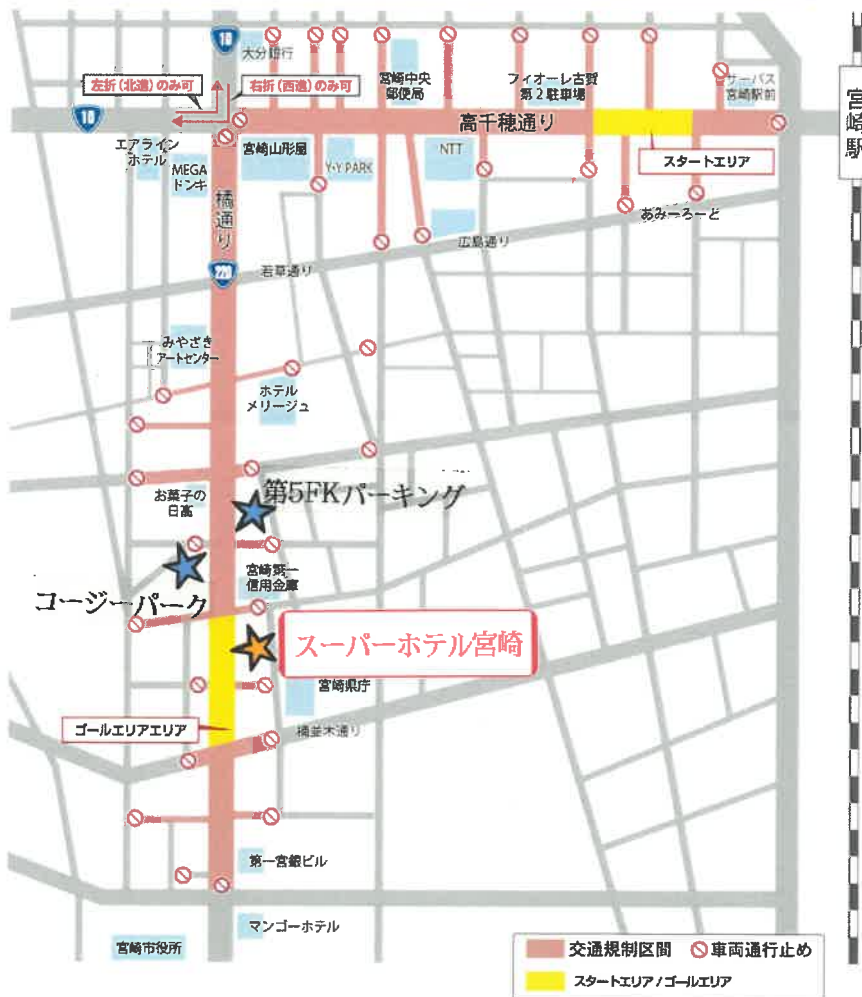 10
大分銀行
左折(北進)のみ可
右折(西進)のみ可
宮崎中央
郵便局
フィオーレ古賀
第2駐車場
サーパス
宮崎駅前
宮崎駅
10
高千穂通り
エアライン
ホテル
MEGA
ドンキ
宮崎山形屋
Y・Y PARK
NTT
スタートエリア
橘通り
あみーろーど
広島通り
220
若草通り
みやざき
アートセンター
ホテル
メリージュ
お菓子の
日高
第5FKパーキング
宮崎第一
信用金庫
コージーパーク
スーパーホテル宮崎
宮崎県庁
ゴールエリアエリア
楠並木通り
第一宮銀ビル
マンゴーホテル
宮崎市役所
交通規制区間
車両通行止め
スタートエリア / ゴールエリア